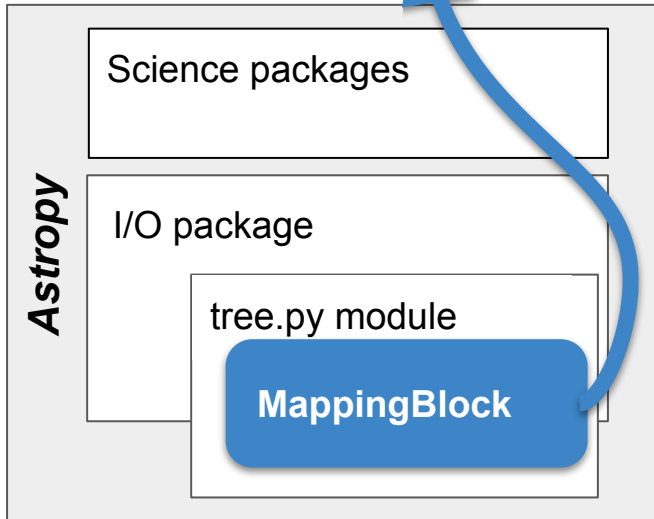 Science packages
Astropy
I/O package
tree.py module
MappingBlock